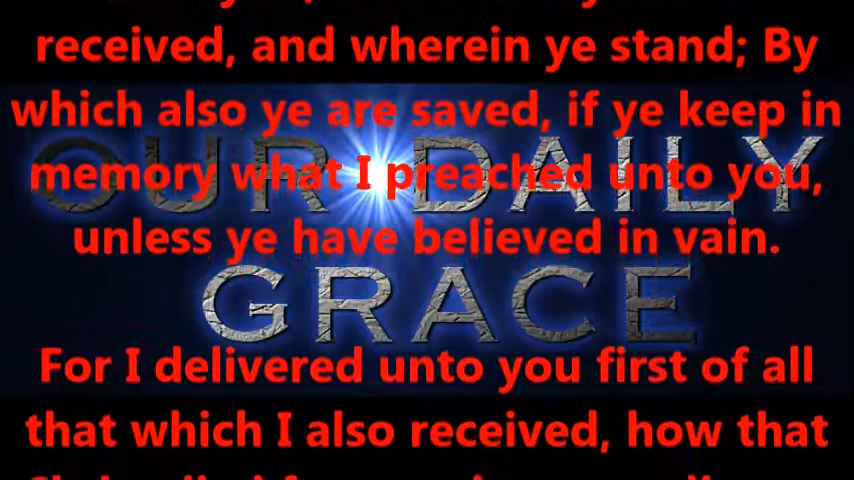 received, and wherein ye stand; By
which also ye are saved, if ye keep in
OUR DAILY
memory what I preached unto you,
unless ye have believed in vain.
GRACE
For I delivered unto you first of all
that which I also received, how that